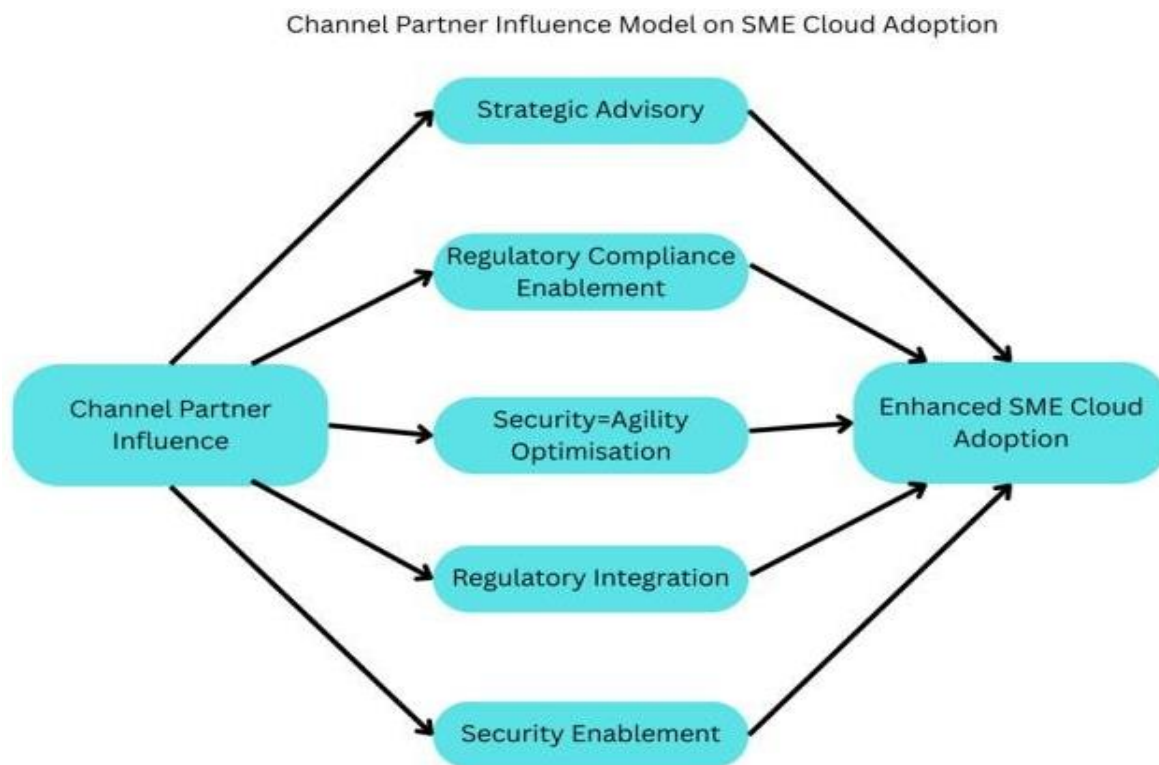 Channel Partner Influence Model on SME Cloud Adoption
Strategic Advisory
Regulatory Compliance
Enablement
Channel Partner
Influence
Security=Agility
Optimisation
Enhanced SME Cloud
Adoption
Regulatory Integration
Security Enablement